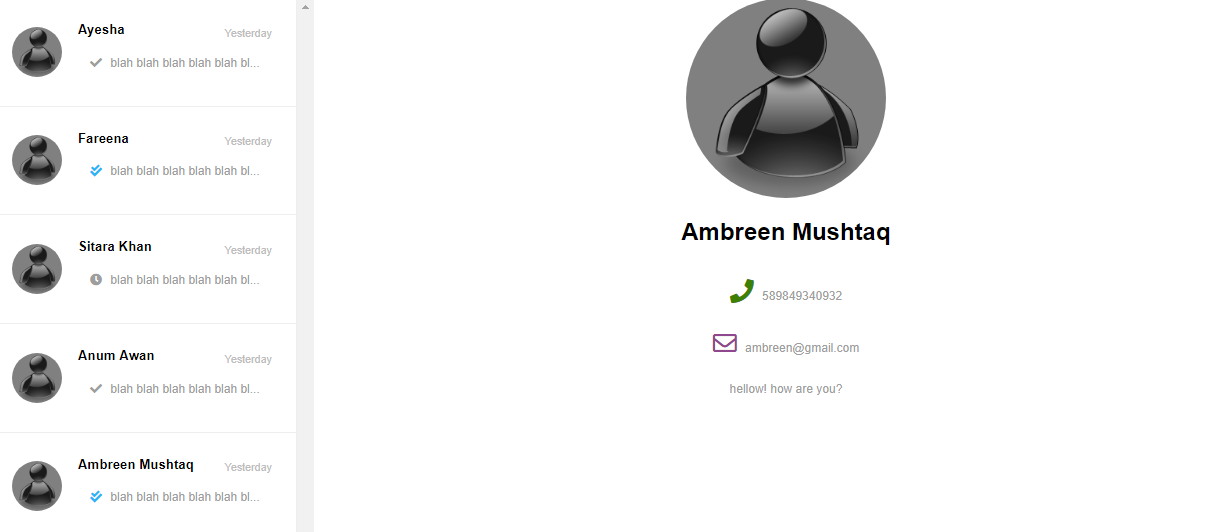 Ayesha
Yesterday
blah blah blah blah blah bl...
Fareena
Yesterday
blah blah blah blah blah bl...
Sitara Khan
Yesterday
blah blah blah blah blah bl...
Anum Awan
Yesterday
blah blah blah blah blah bl...
Ambreen Mushtaq
Yesterday
blah blah blah blah blah bl...
Ambreen Mushtaq
589849340932
ambreen@gmail.com
hellow! how are you?